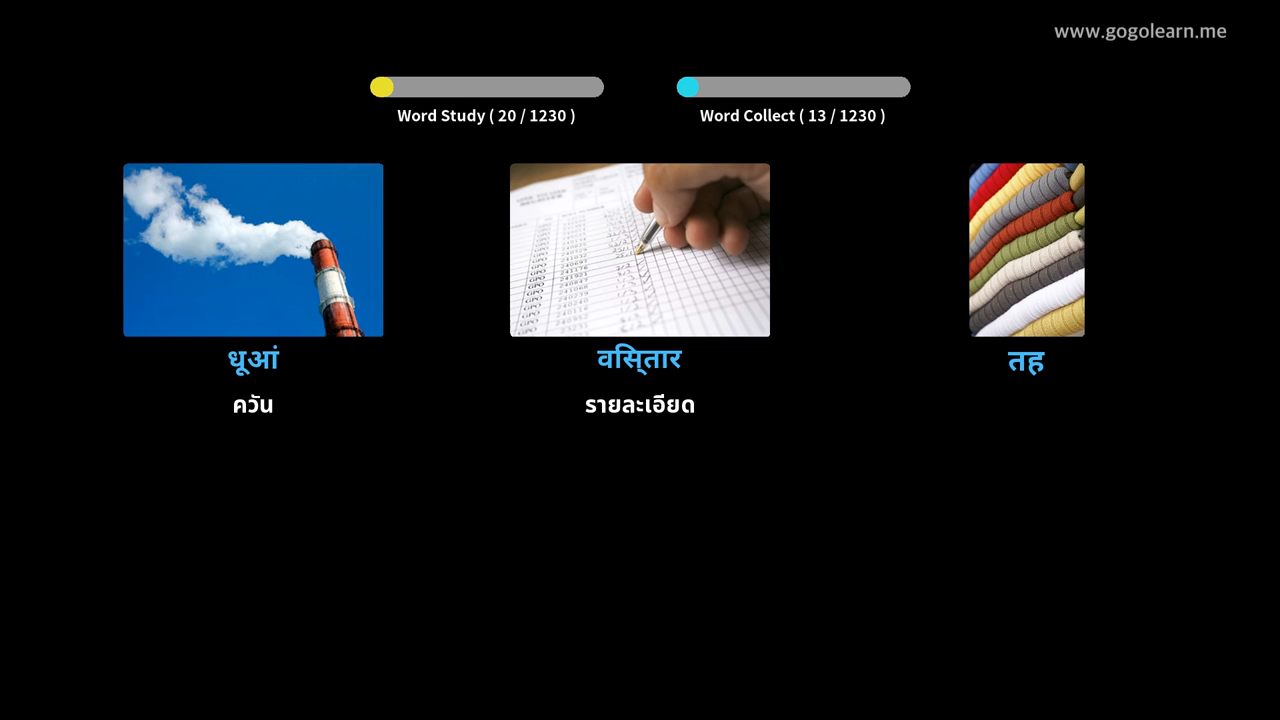 www.gogolearn.me
Word Study ( 20 / 1230 )
Word Collect ( 13 / 1230 )
धूआं
विस्तार
तह
ควัน
รายละเอียด